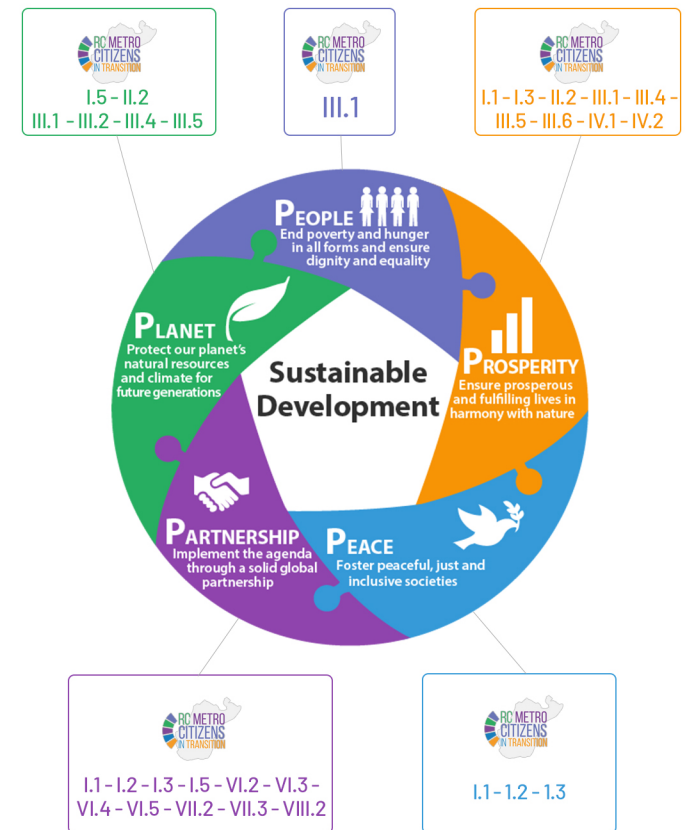 RC METRO
CITIZENS
IN TRANSITION
I.5 - II.2
III.1 - III.2 - III.4 - III.5
RC METRO
CITIZENS
IN TRANSITION
III.1
RC METRO
CITIZENS
IN TRANSITION
I.1 - I.3 - II.2 - III.1 - III.4 -
III.5 - III.6 - IV.1 - IV.2
PEOPLE
End poverty and hunger
in all forms and ensure
dignity and equality
PLANET
Protect our planet's
natural resources
and climate for
future generations
Sustainable
Development
PROSPERITY
Ensure prosperous
and fulfilling lives in
harmony with nature
PARTNERSHIP
Implement the agenda
through a solid global
partnership
PEACE
Foster peaceful, just and
inclusive societies
RC METRO
CITIZENS
IN TRANSITION
I.1 - I.2 - I.3 - I.5 - VI.2 - VI.3 -
VI.4 - VI.5 - VII.2 - VII.3 - VIII.2
RC METRO
CITIZENS
IN TRANSITION
I.1 - 1.2 - 1.3